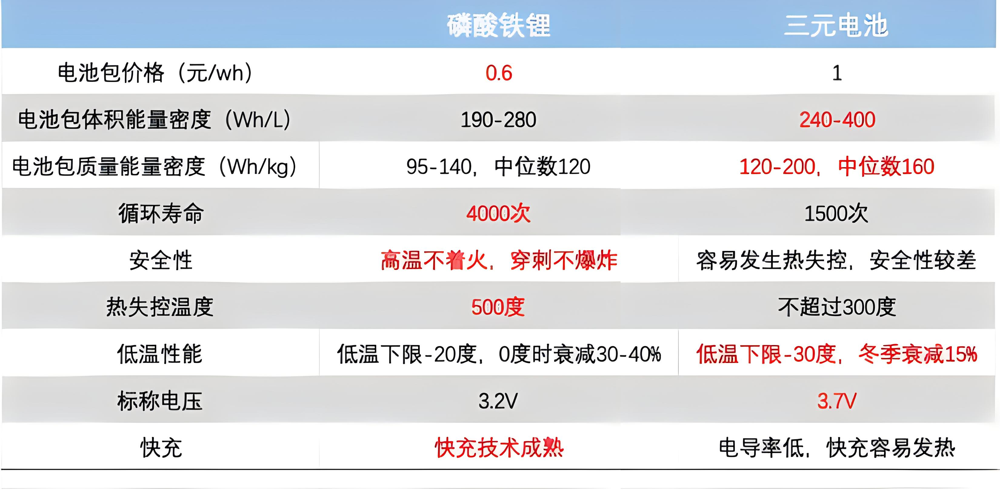 磷酸铁锂 三元电池
电池包价格（元/wh） 0.6 1
电池包体积能量密度（Wh/L） 190-280 240-400
电池包质量能量密度（Wh/kg） 95-140，中位数120 120-200，中位数160
循环寿命 4000次 1500次
安全性 高温不着火，穿刺不爆炸 容易发生热失控，安全性较差
热失控温度 500度 不超过300度
低温性能 低温下限-20度，0度时衰减30-40% 低温下限-30度，冬季衰减15%
标称电压 3.2V 3.7V
快充 快充技术成熟 电导率低，快充容易发热